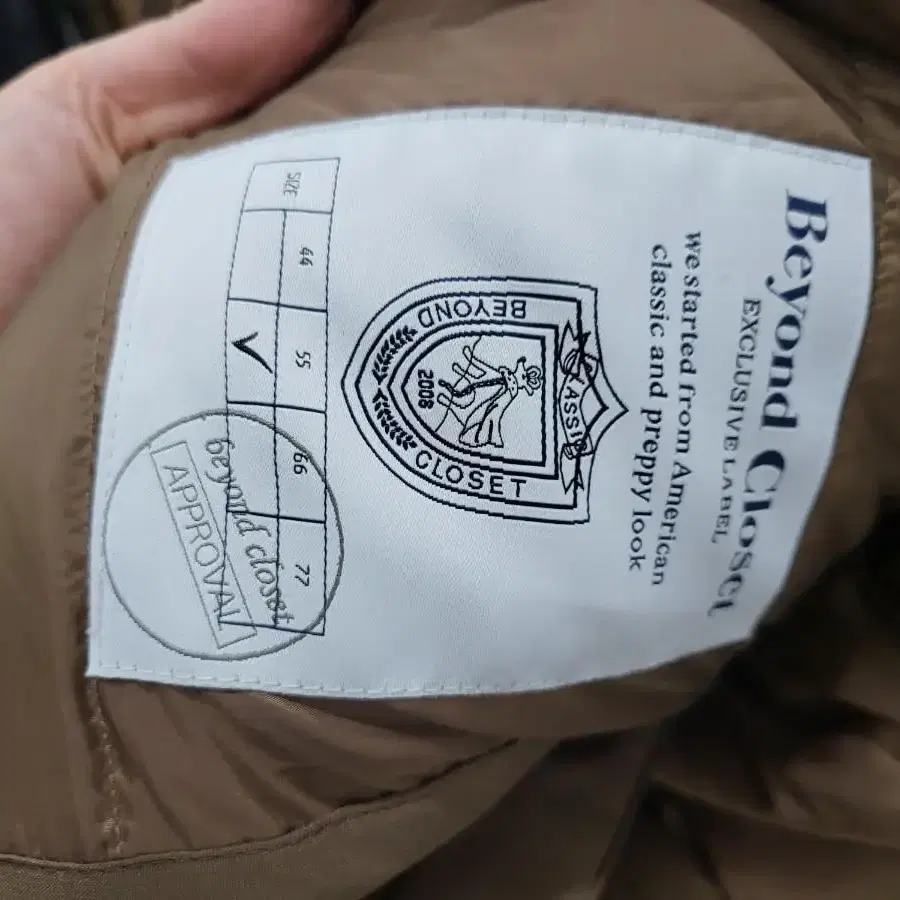 Beyond Closet
EXCLUSIVE LABEL
We started from American
classic and preppy look
CLASSIC
BEYOND
2008
CLOSET
SIZE 44 55 66 77
beyond closet
APPROVAL